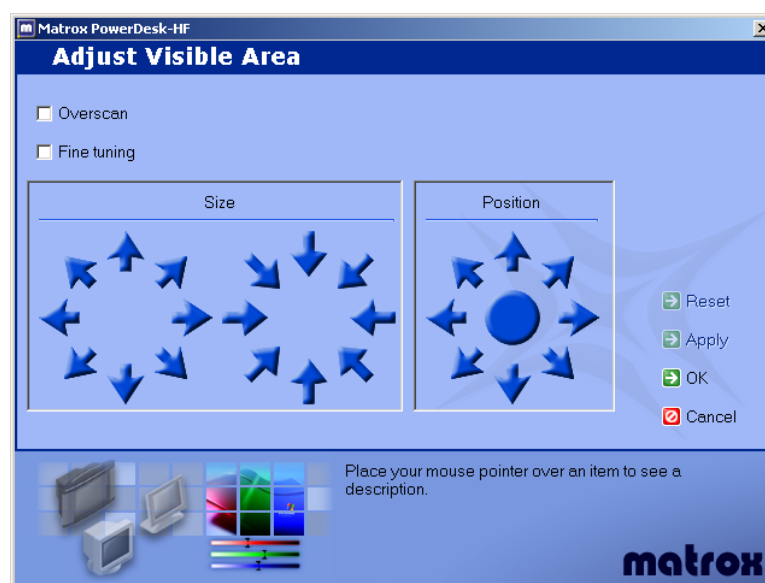 Matrox PowerDesk-HF
Adjust Visible Area
Overscan
Fine tuning
Size
Position
Reset
Apply
OK
Cancel
Place your mouse pointer over an item to see a
description.
matrox